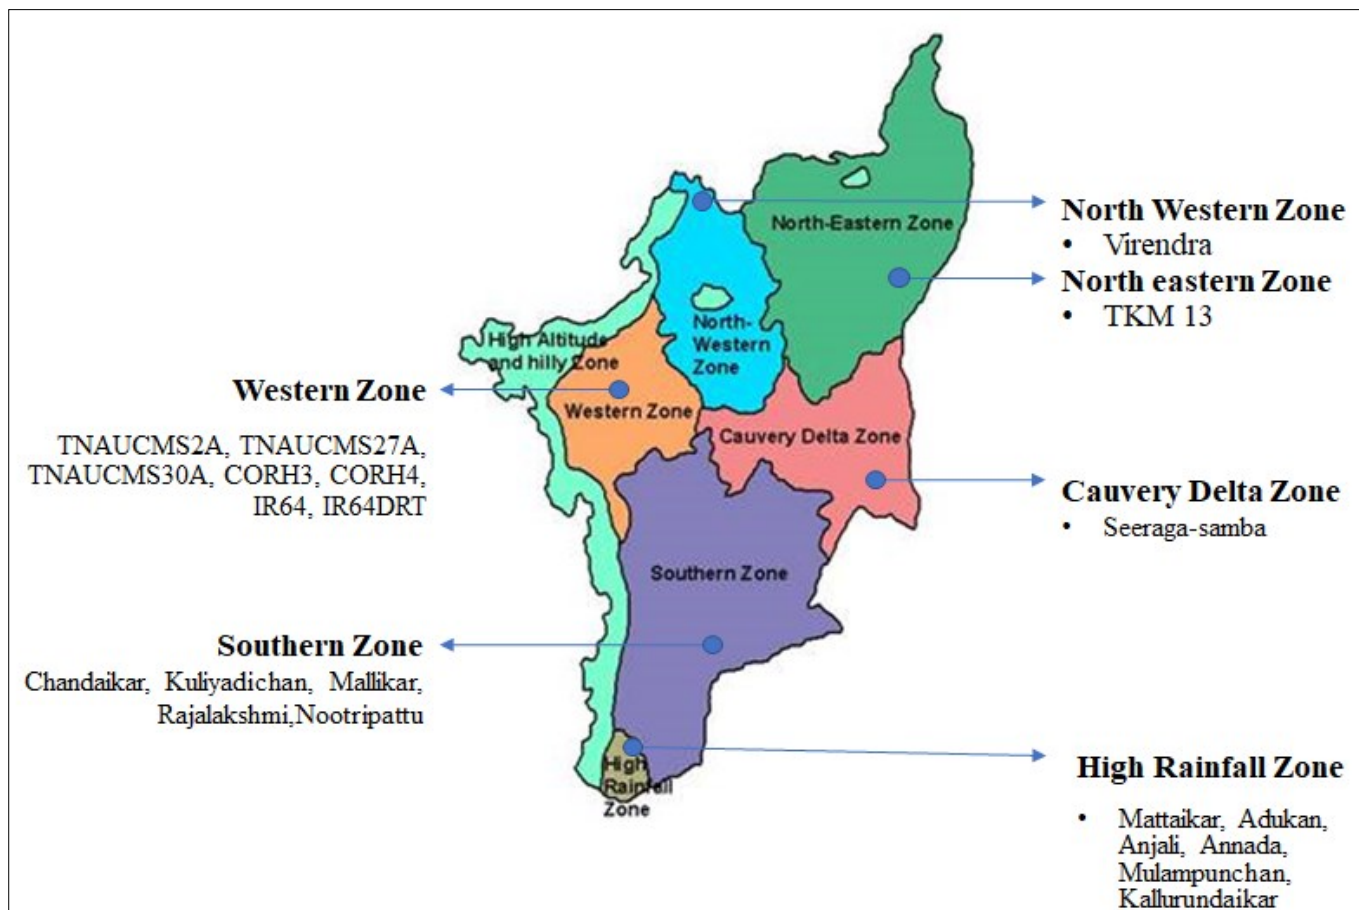 North-Eastern Zone
North Western Zone
• Virendra
North eastern Zone
• TKM 13
North-
Western
Zone
High Altitude
and hilly Zone
Western Zone
Western Zone
TNAUCMS2A, TNAUCMS27A,
TNAUCMS30A, CORH3, CORH4,
IR64, IR64DRT
Cauvery Delta Zone
Cauvery Delta Zone
• Seeraga-samba
Southern Zone
Southern Zone
Chandaikar, Kuliyadichan, Mallikar,
Rajalakshmi,Nootripattu
High
Rainfall
Zone
High Rainfall Zone
• Mattaikar, Adukan,
Anjali, Annada,
Mulampunchan,
Kallurundaikar